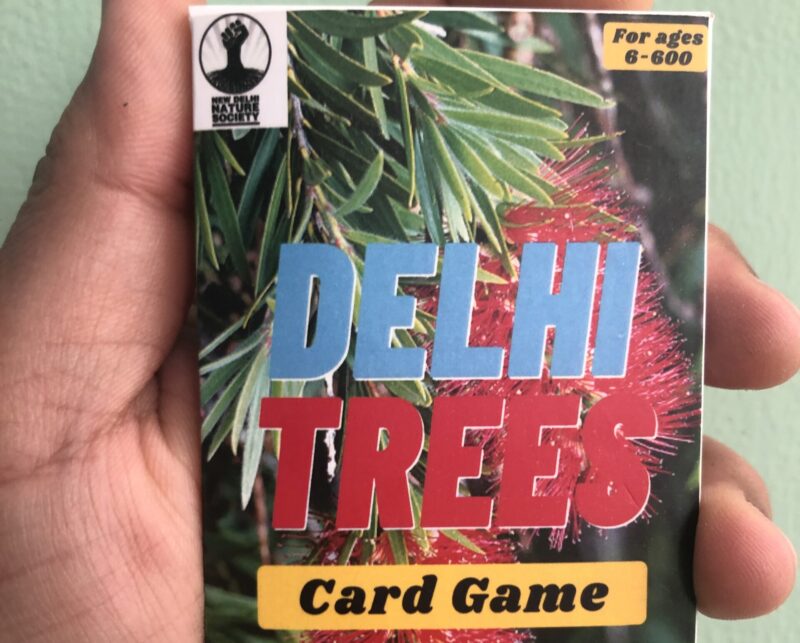 NEW DELHI
NATURE
SOCIETY
For ages
6-600
DELHI
TREES
Card Game